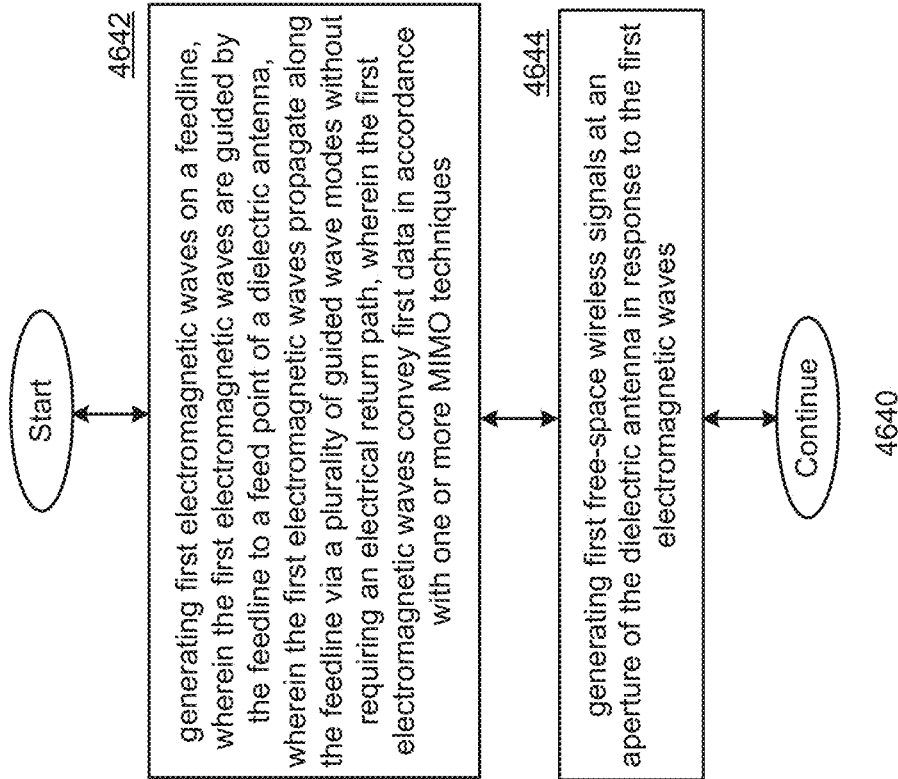 Start
4642
generating first electromagnetic waves on a feedline,
wherein the first electromagnetic waves are guided by
the feedline to a feed point of a dielectric antenna,
wherein the first electromagnetic waves propagate along
the feedline via a plurality of guided wave modes without
requiring an electrical return path, wherein the first
electromagnetic waves convey first data in accordance
with one or more MIMO techniques
4644
generating first free-space wireless signals at an
aperture of the dielectric antenna in response to the first
electromagnetic waves
Continue
4640